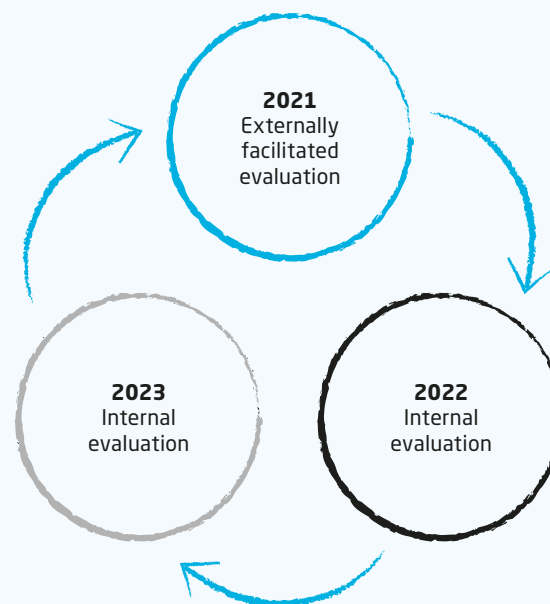 2021
Externally
facilitated
evaluation
2023
Internal
evaluation
2022
Internal
evaluation